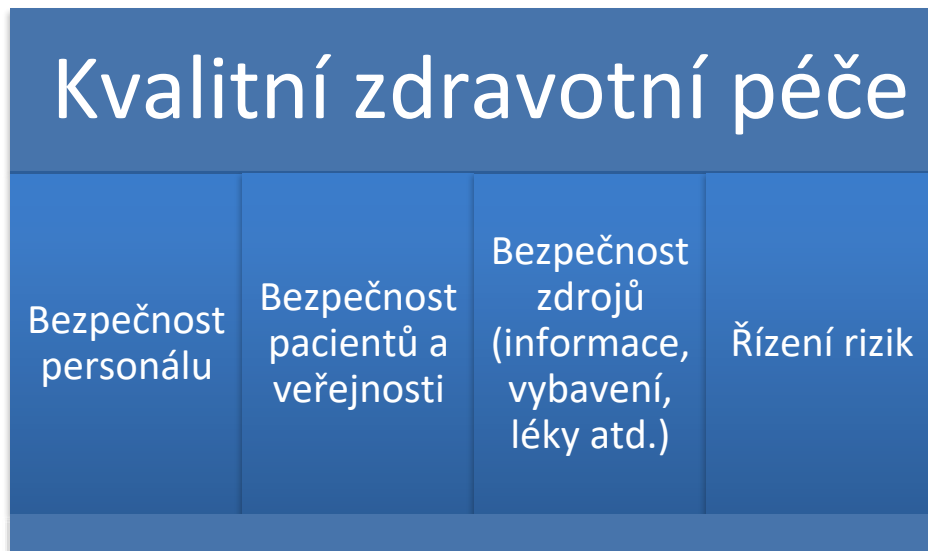 Kvalitní zdravotní péče
Bezpečnost
personálu
Bezpečnost
pacientů a
veřejnosti
Bezpečnost
zdrojů
(informace,
vybavení,
léky atd.)
Řízení rizik